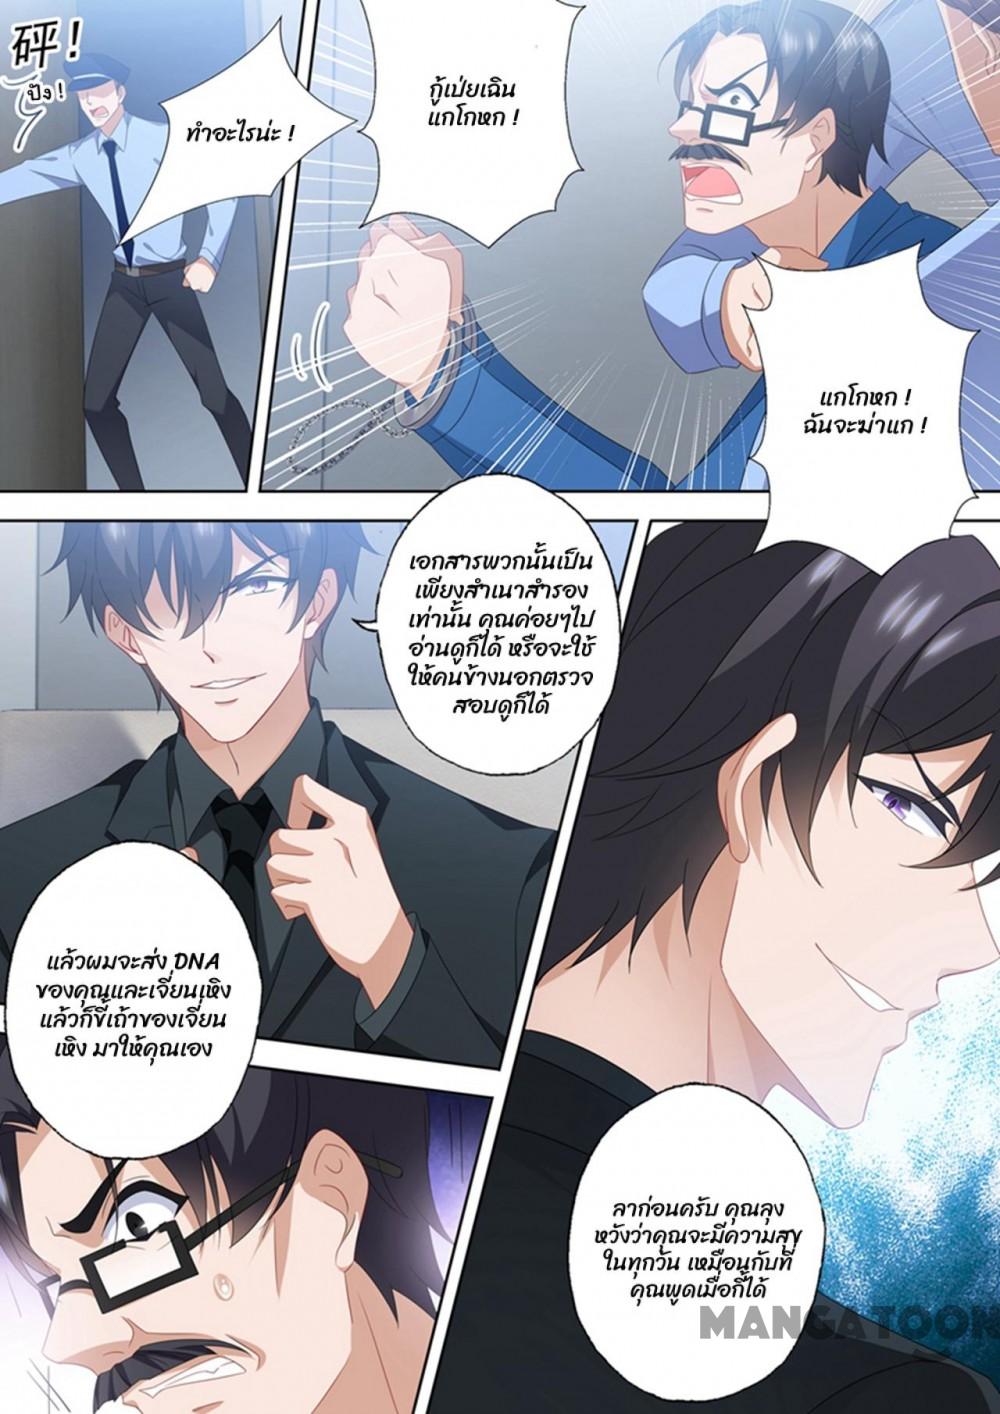 砰!
ปัง !
ทำอะไรน่ะ !
กู้เป่ยเฉิน
แกโกหก !
แกโกหก !
ฉันจะฆ่าแก !
เอกสารพวกนั้นเป็น
เพียงสำเนาสำรอง
เท่านั้น คุณค่อยๆไป
อ่านดูก็ได้ หรือจะใช้
ให้คนข้างนอกตรวจ
สอบดูก็ได้
แล้วผมจะส่ง DNA
ของคุณและเจี่ยนเหิง
แล้วก็ขี้เถ้าของเจี่ยน
เหิง มาให้คุณเอง
ลาก่อนครับ คุณลุง
หวังว่าคุณจะมีความสุข
ในทุกวัน เหมือนกับที่
คุณพูดเมื่อกี้ได้
MANGATOON